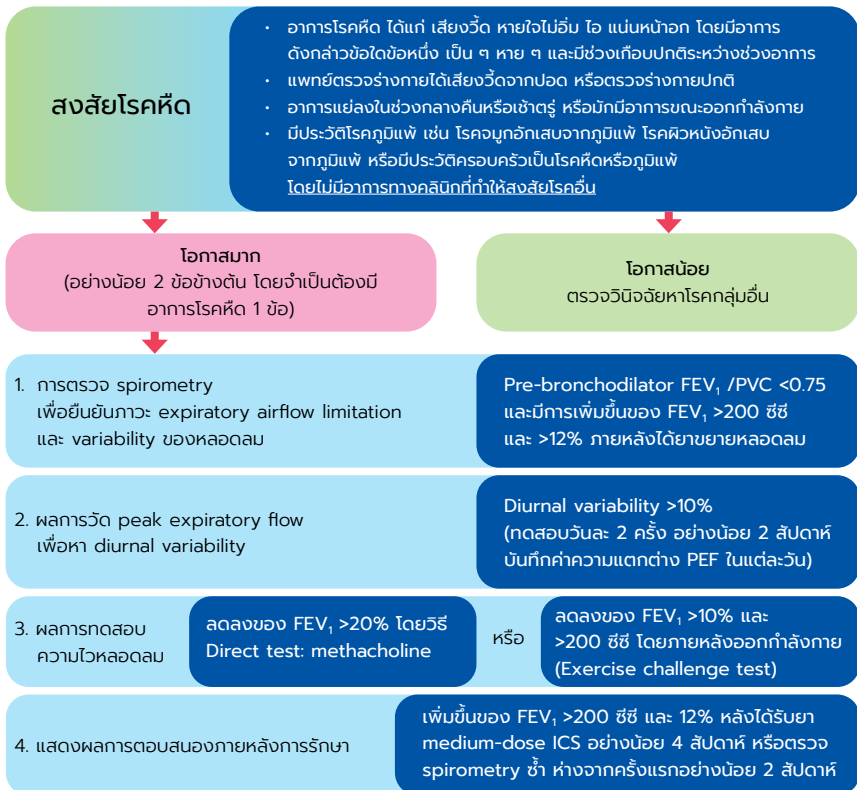 สงสัยโรคหืด
• อาการโรคหืด ได้แก่ เสียงวี้ด หายใจไม่อิ่ม ไอ แน่นหน้าอก โดยมีอาการ
ดังกล่าวข้อใดข้อหนึ่ง เป็น ๆ หาย ๆ และมีช่วงเกือบปกติระหว่างช่วงอาการ
• แพทย์ตรวจร่างกายได้เสียงวี้ดจากปอด หรือตรวจร่างกายปกติ
• อาการแย่ลงในช่วงกลางคืนหรือเช้าตรู่ หรือมักมีอาการขณะออกกำลังกาย
• มีประวัติโรคภูมิแพ้ เช่น โรคจมูกอักเสบจากภูมิแพ้ โรคผิวหนังอักเสบ
จากภูมิแพ้ หรือมีประวัติครอบครัวเป็นโรคหืดหรือภูมิแพ้
โดยไม่มีอาการทางคลินิกที่ทำให้สงสัยโรคอื่น
โอกาสมาก
(อย่างน้อย 2 ข้อข้างต้น โดยจำเป็นต้องมี
อาการโรคหืด 1 ข้อ)
โอกาสน้อย
ตรวจวินิจฉัยหาโรคกลุ่มอื่น
1. การตรวจ spirometry
เพื่อยืนยันภาวะ expiratory airflow limitation
และ variability ของหลอดลม
Pre-bronchodilator FEV₁ /PVC <0.75
และมีการเพิ่มขึ้นของ FEV₁ >200 ซีซี
และ >12% ภายหลังได้ยาขยายหลอดลม
2. ผลการวัด peak expiratory flow
เพื่อหา diurnal variability
Diurnal variability >10%
(ทดสอบวันละ 2 ครั้ง อย่างน้อย 2 สัปดาห์
บันทึกค่าความแตกต่าง PEF ในแต่ละวัน)
3. ผลการทดสอบ
ความไวหลอดลม
ลดลงของ FEV₁ >20% โดยวิธี
Direct test: methacholine
หรือ
ลดลงของ FEV₁ >10% และ
>200 ซีซี โดยภายหลังออกกำลังกาย
(Exercise challenge test)
4. แสดงผลการตอบสนองภายหลังการรักษา
เพิ่มขึ้นของ FEV₁ >200 ซีซี และ 12% หลังได้รับยา
medium-dose ICS อย่างน้อย 4 สัปดาห์ หรือตรวจ
spirometry ซ้ำ ห่างจากครั้งแรกอย่างน้อย 2 สัปดาห์